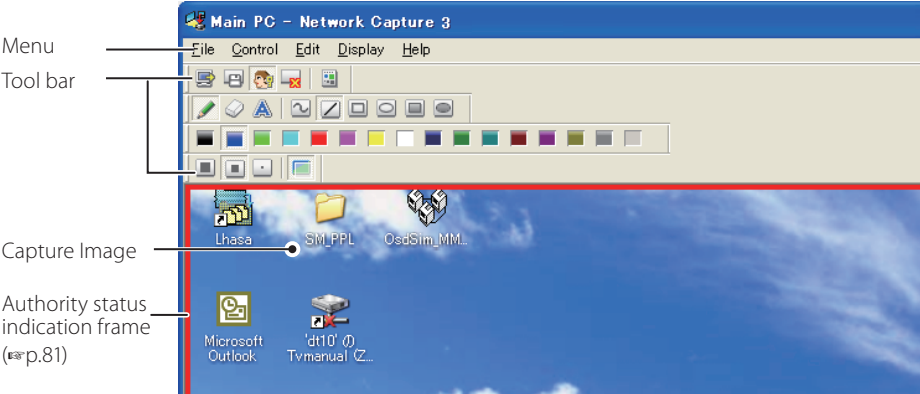 Main PC - Network Capture 3
Menu
File Control Edit Display Help
Tool bar
A
Lhasa
SM_PPL
OsdSim_MM...
Capture Image
Authority status
indication frame
(☞p.81)
Microsoft
Outlook
'dt10' の
Tvmanual (Z...